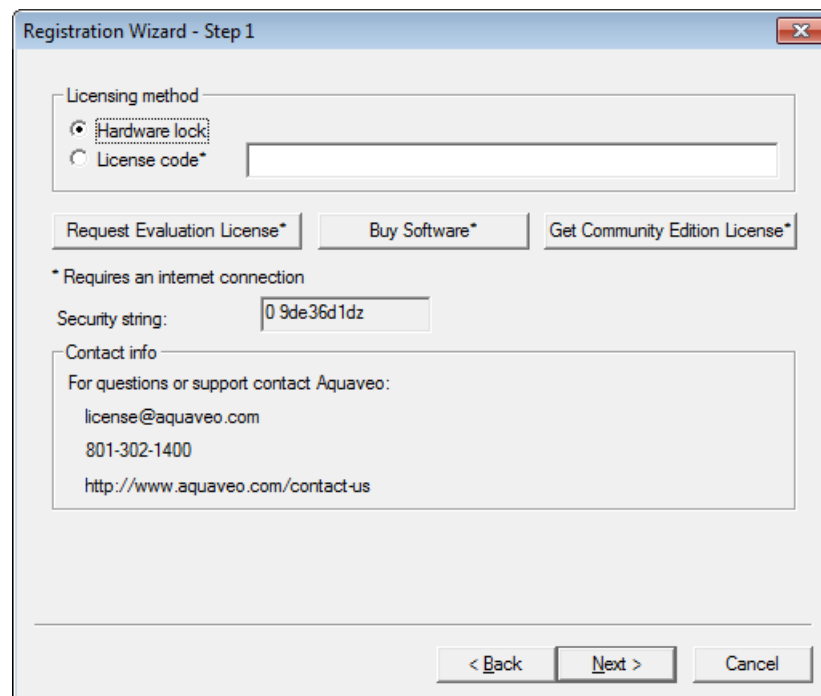 Registration Wizard - Step 1
Licensing method
Hardware lock
License code*
Request Evaluation License* Buy Software* Get Community Edition License*
* Requires an internet connection
Security string: 0 9de36d1dz
Contact info
For questions or support contact Aquaveo:
license@aquaveo.com
801-302-1400
http://www.aquaveo.com/contact-us
< Back Next > Cancel